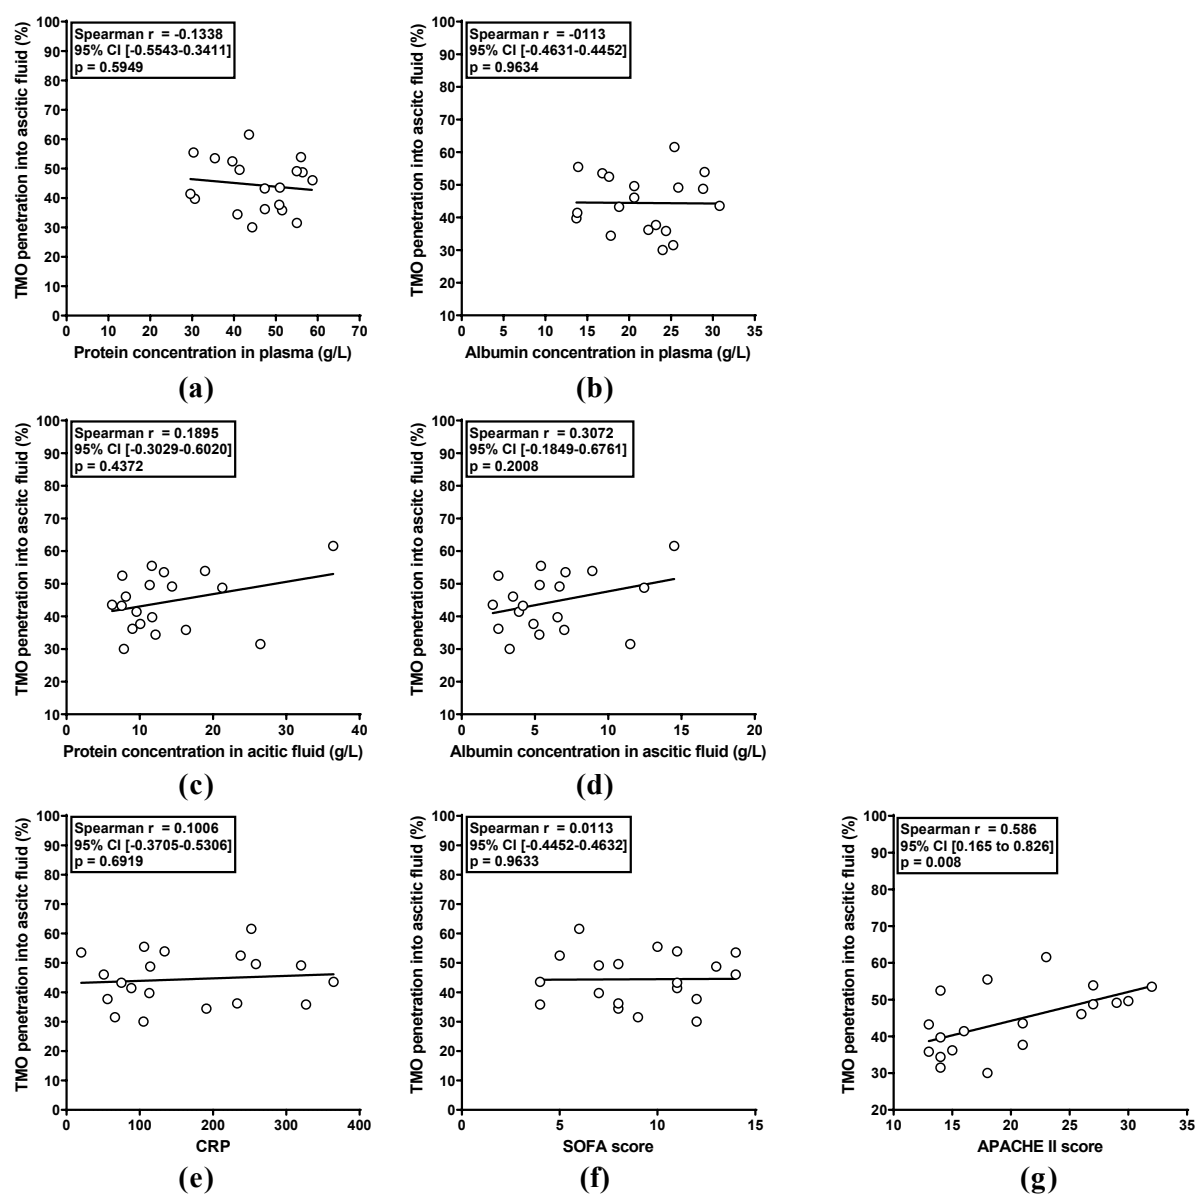 TMO penetration into ascitc fluid (%)
100
90
80
70
60
50
40
30
20
10
0
Spearman r = -0.1338
95% CI [-0.5543-0.3411]
p = 0.5949
0 10 20 30 40 50 60 70
Protein concentration in plasma (g/L)
(a)
TMO penetration into ascitc fluid (%)
100
90
80
70
60
50
40
30
20
10
Spearman r = -0113
95% CI [-0.4631-0.4452]
p = 0.9634
0 5 10 15 20 25 30 35
Albumin concentration in plasma (g/L)
(b)
TMO penetration into ascitc fluid (%)
100
90
80
70
60
50
40
30
20
10
Spearman r = 0.1895
95% CI [-0.3029-0.6020]
p = 0.4372
0 10 20 30 40
Protein concentration in acitic fluid (g/L)
(c)
TMO penetration into ascitc fluid (%)
100
90
80
70
60
50
40
30
20
10
Spearman r = 0.3072
95% CI [-0.1849-0.6761]
p = 0.2008
0 5 10 15 20
Albumin concentration in ascitic fluid (g/L)
(d)
TMO penetration into ascitc fluid (%)
100
90
80
70
60
50
40
30
20
10
0
Spearman r = 0.1006
95% CI [-0.3705-0.5306]
p = 0.6919
0 100 200 300 400
CRP
(e)
TMO penetration into ascitic fluid (%)
100
90
80
70
60
50
40
30
20
10
0
Spearman r = 0.0113
95% CI [-0.4452-0.4632]
p = 0.9633
0 5 10 15
SOFA score
(f)
TMO penetration into ascitic fluid (%)
100
90
80
70
60
50
40
30
20
Spearman r = 0.586
95% CI [0.165 to 0.826]
p = 0.008
10 15 20 25 30 35
APACHE II score
(g)